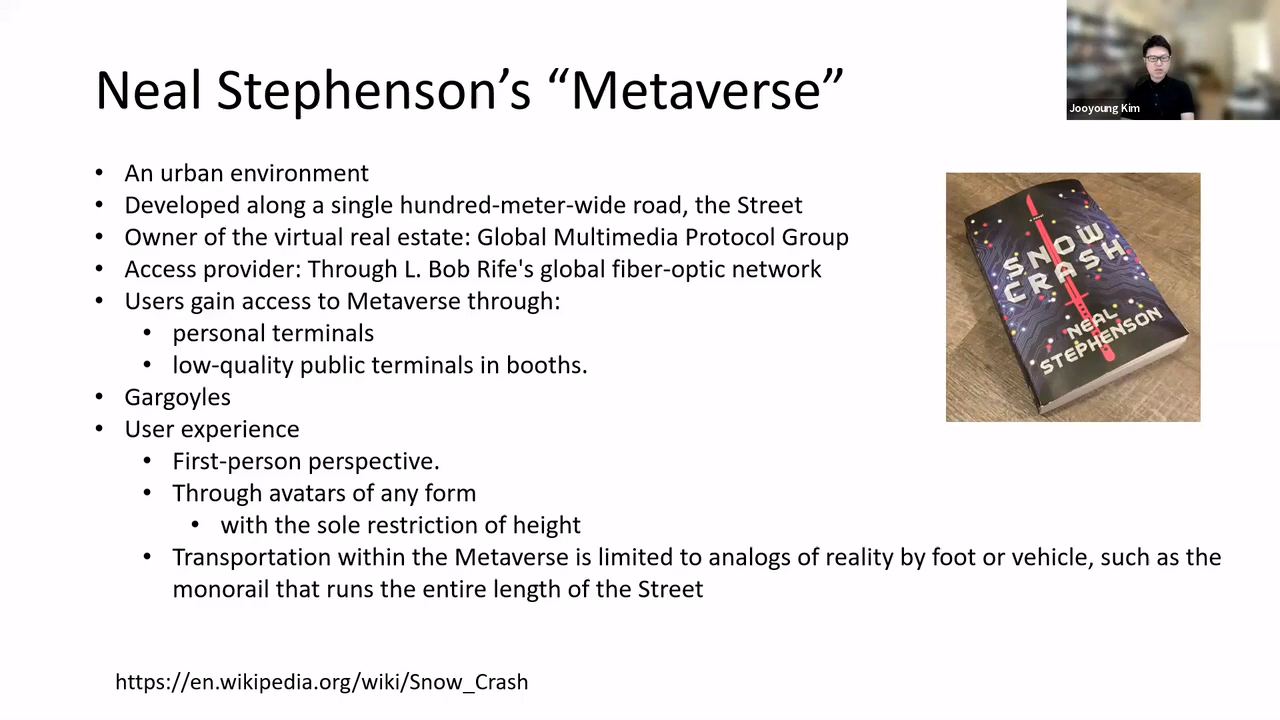 Neal Stephenson’s “Metaverse”
Jooyoung Kim
• An urban environment
• Developed along a single hundred-meter-wide road, the Street
• Owner of the virtual real estate: Global Multimedia Protocol Group
• Access provider: Through L. Bob Rife's global fiber-optic network
• Users gain access to Metaverse through:
• personal terminals
• low-quality public terminals in booths.
• Gargoyles
• User experience
• First-person perspective.
• Through avatars of any form
• with the sole restriction of height
• Transportation within the Metaverse is limited to analogs of reality by foot or vehicle, such as the
monorail that runs the entire length of the Street
SNOW
CRASH
NEAL
STEPHENSON
https://en.wikipedia.org/wiki/Snow_Crash